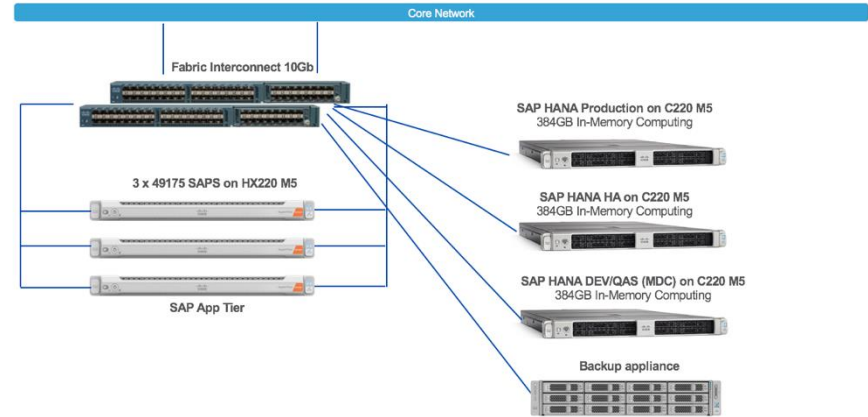 Core Network
Fabric Interconnect 10Gb
SAP HANA Production on C220 M5
384GB In-Memory Computing
3 x 49175 SAPS on HX220 M5
SAP HANA HA on C220 M5
384GB In-Memory Computing
SAP App Tier
SAP HANA DEV/QAS (MDC) on C220 M5
384GB In-Memory Computing
Backup appliance